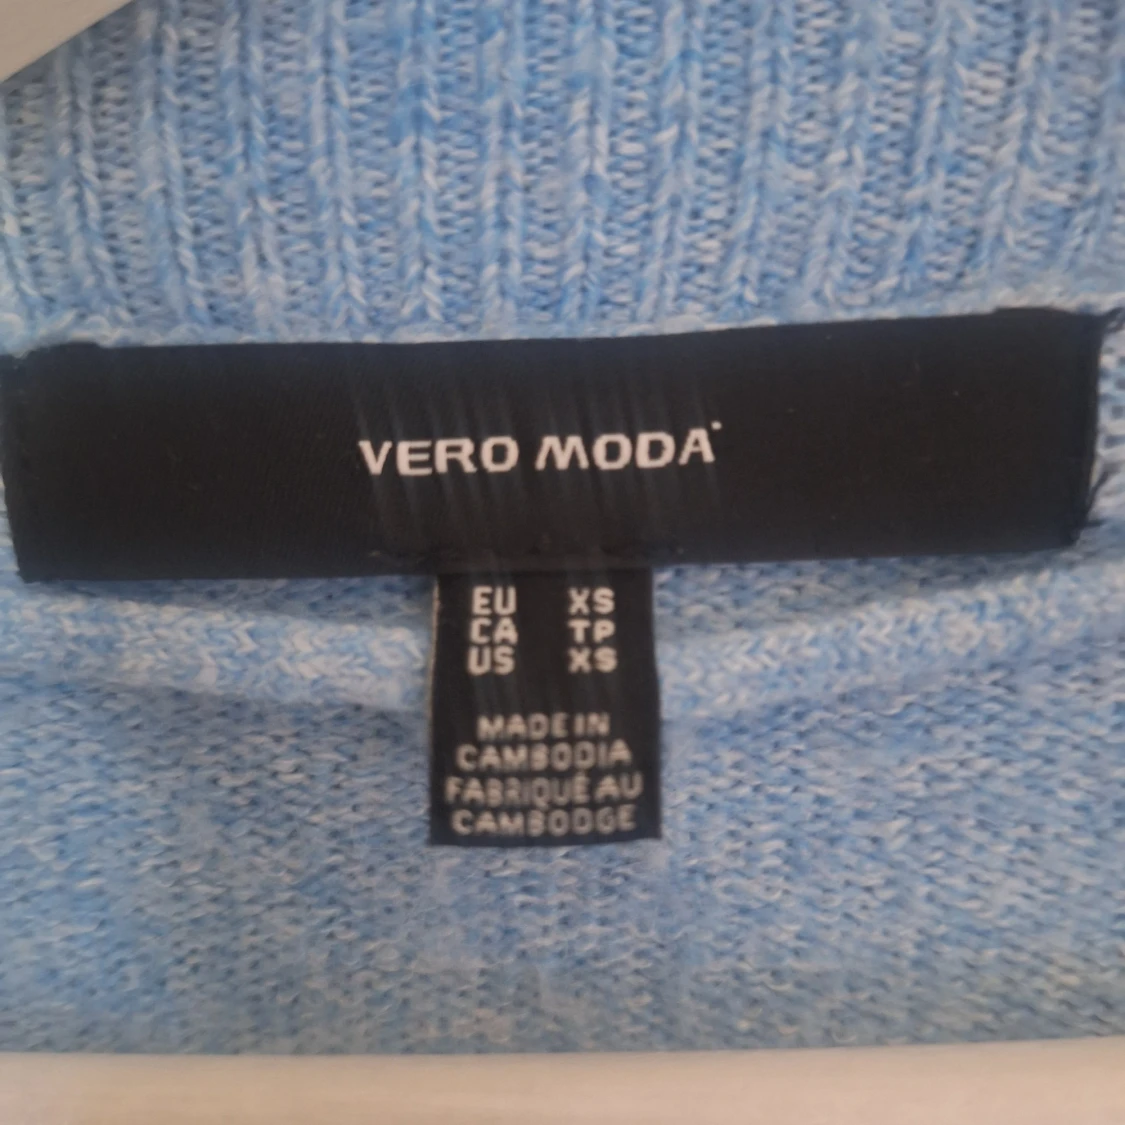 VERO MODA
EU XS
CA TP
US XS
MADE IN
CAMBODIA
FABRIQUÉ AU
CAMBODGE